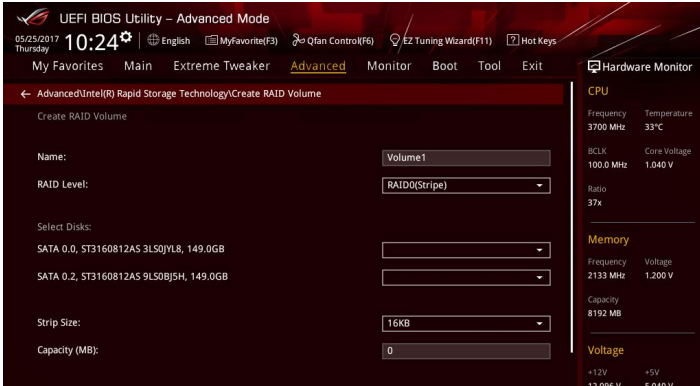 UEFI BIOS Utility – Advanced Mode
05/25/2017 Thursday 10:24 English MyFavorite(F3) Qfan Control(F6) EZ Tuning Wizard(F11) ? Hot Keys
My Favorites Main Extreme Tweaker Advanced Monitor Boot Tool Exit
← Advanced\Intel(R) Rapid Storage Technology\Create RAID Volume
Create RAID Volume
Name: Volume1
RAID Level: RAID0(Stripe)
Select Disks:
SATA 0.0, ST3160812AS 3LS0JYL8, 149.0GB
SATA 0.2, ST3160812AS 9LS0BJ5H, 149.0GB
Strip Size: 16KB
Capacity (MB): 0
Hardware Monitor
CPU
Frequency Temperature
3700 MHz 33°C
BCLK Core Voltage
100.0 MHz 1.040 V
Ratio
37x
Memory
Frequency Voltage
2133 MHz 1.200 V
Capacity
8192 MB
Voltage
+12V +5V
12.096 V 5.040 V